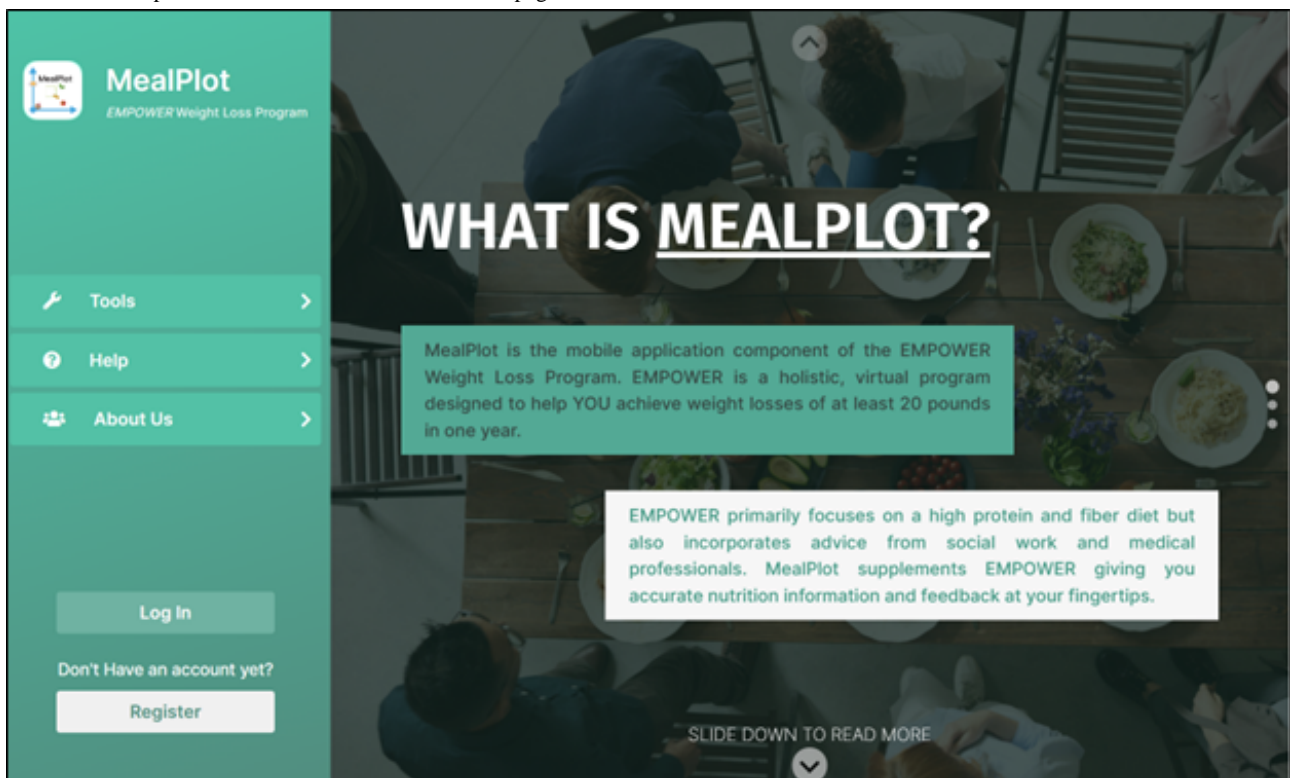 MealPlot
MealPlot
EMPOWER Weight Loss Program
Tools
Help
About Us
Log In
Don't Have an account yet?
Register
WHAT IS MEALPLOT?
MealPlot is the mobile application component of the EMPOWER
Weight Loss Program. EMPOWER is a holistic, virtual program
designed to help YOU achieve weight losses of at least 20 pounds
in one year.
EMPOWER primarily focuses on a high protein and fiber diet but
also incorporates advice from social work and medical
professionals. MealPlot supplements EMPOWER giving you
accurate nutrition information and feedback at your fingertips.
SLIDE DOWN TO READ MORE